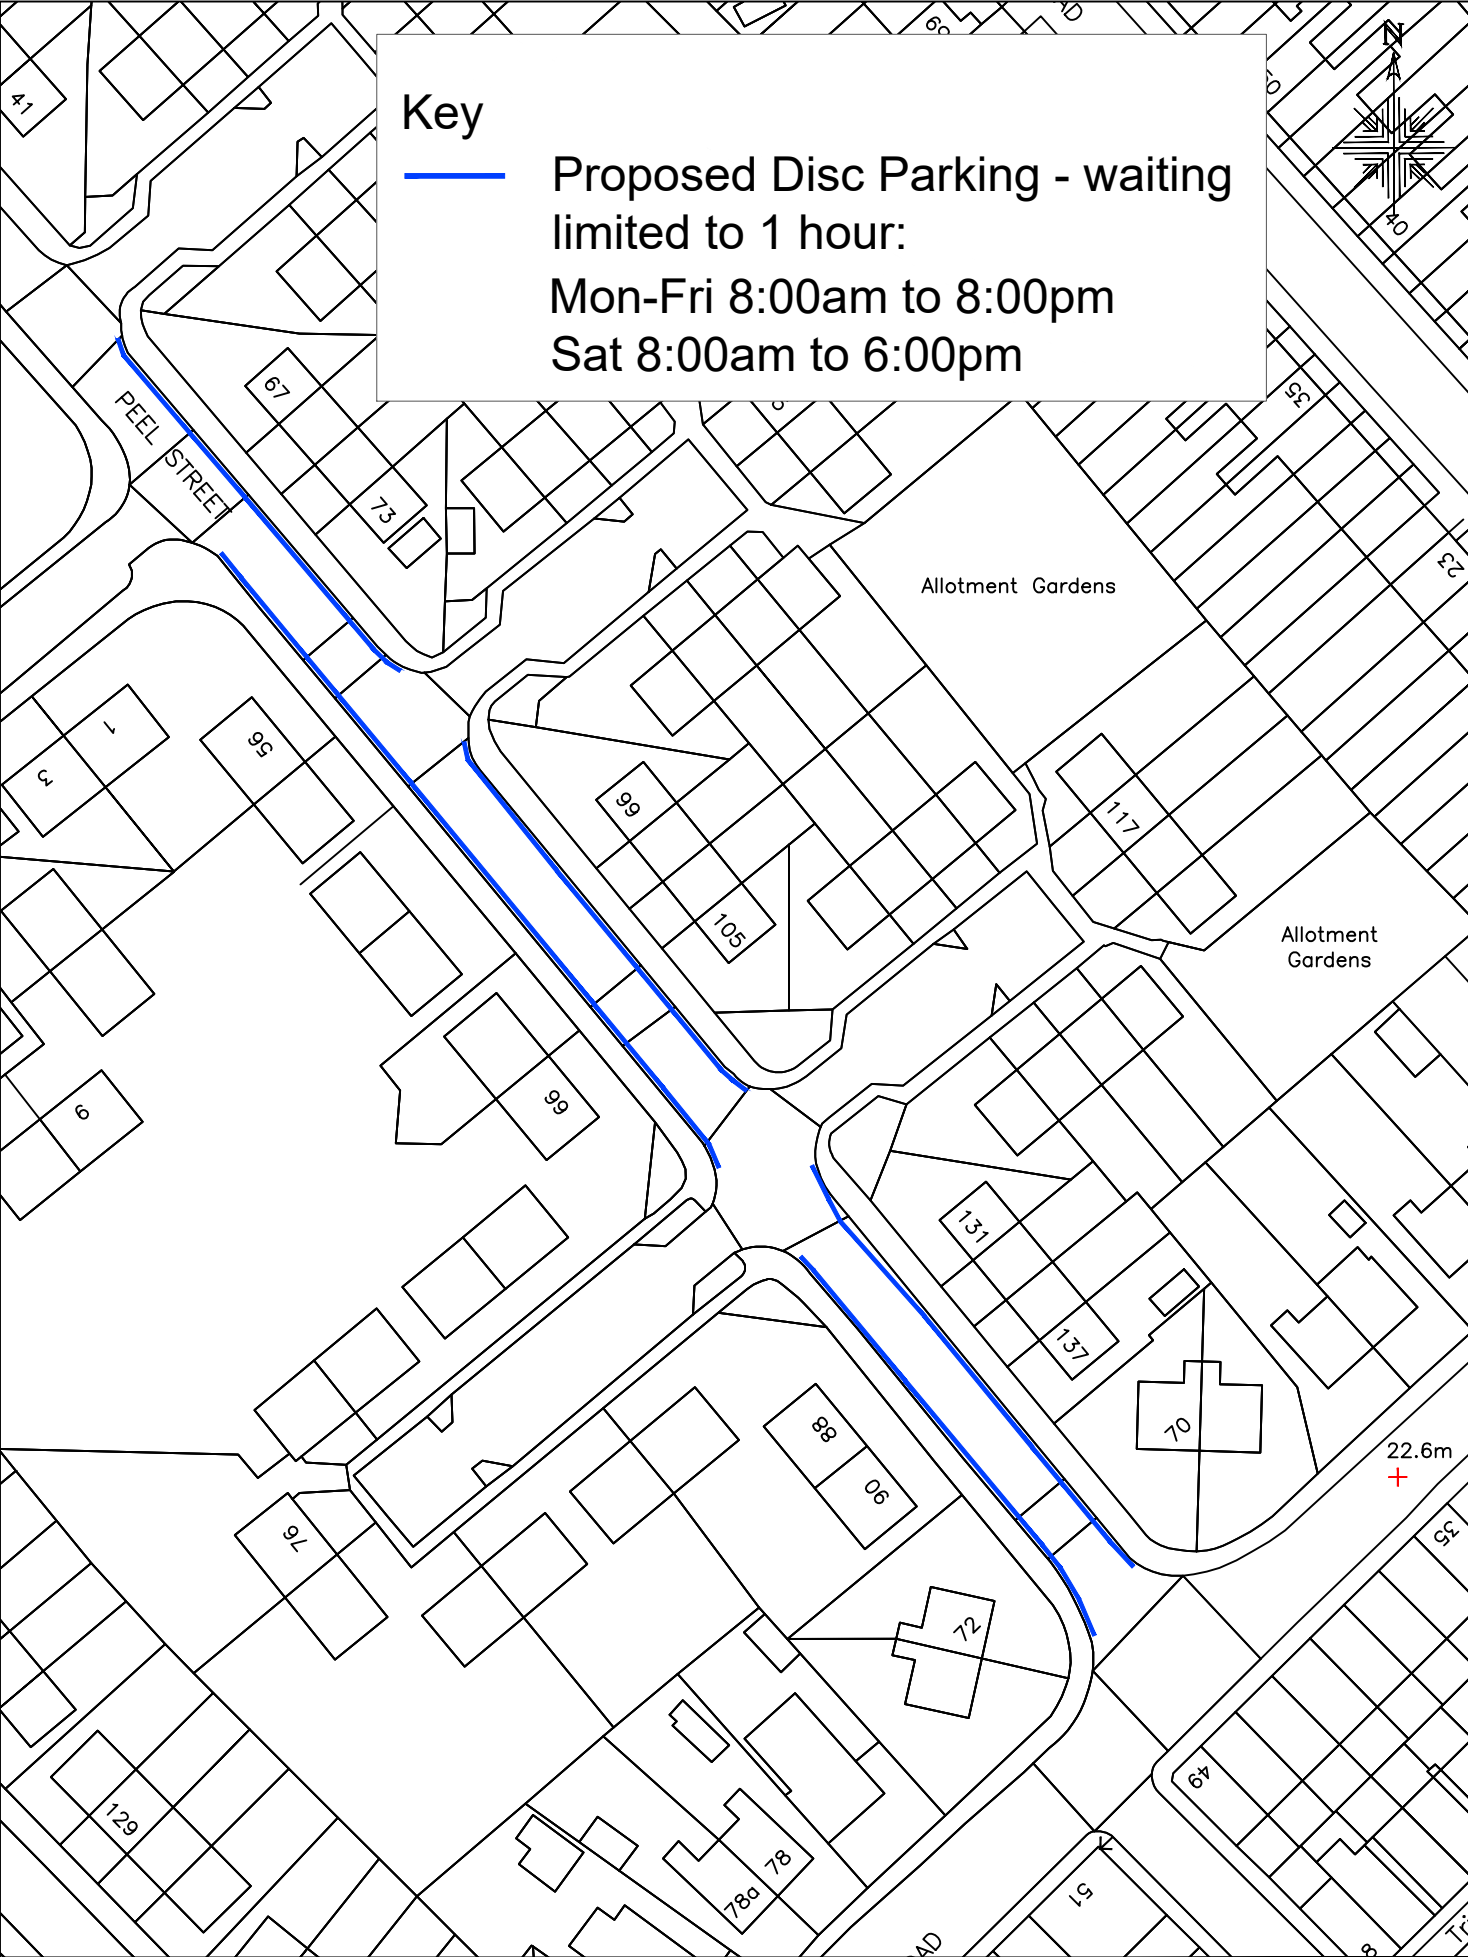 Key
Proposed Disc Parking - waiting
limited to 1 hour:
Mon-Fri 8:00am to 8:00pm
Sat 8:00am to 6:00pm
N
41
69
40
PEEL STREET
67
73
35
23
Allotment Gardens
1
3
56
99
105
117
Allotment
Gardens
9
66
131
137
70
22.6m
88
90
76
72
35
49
129
78
78a
51